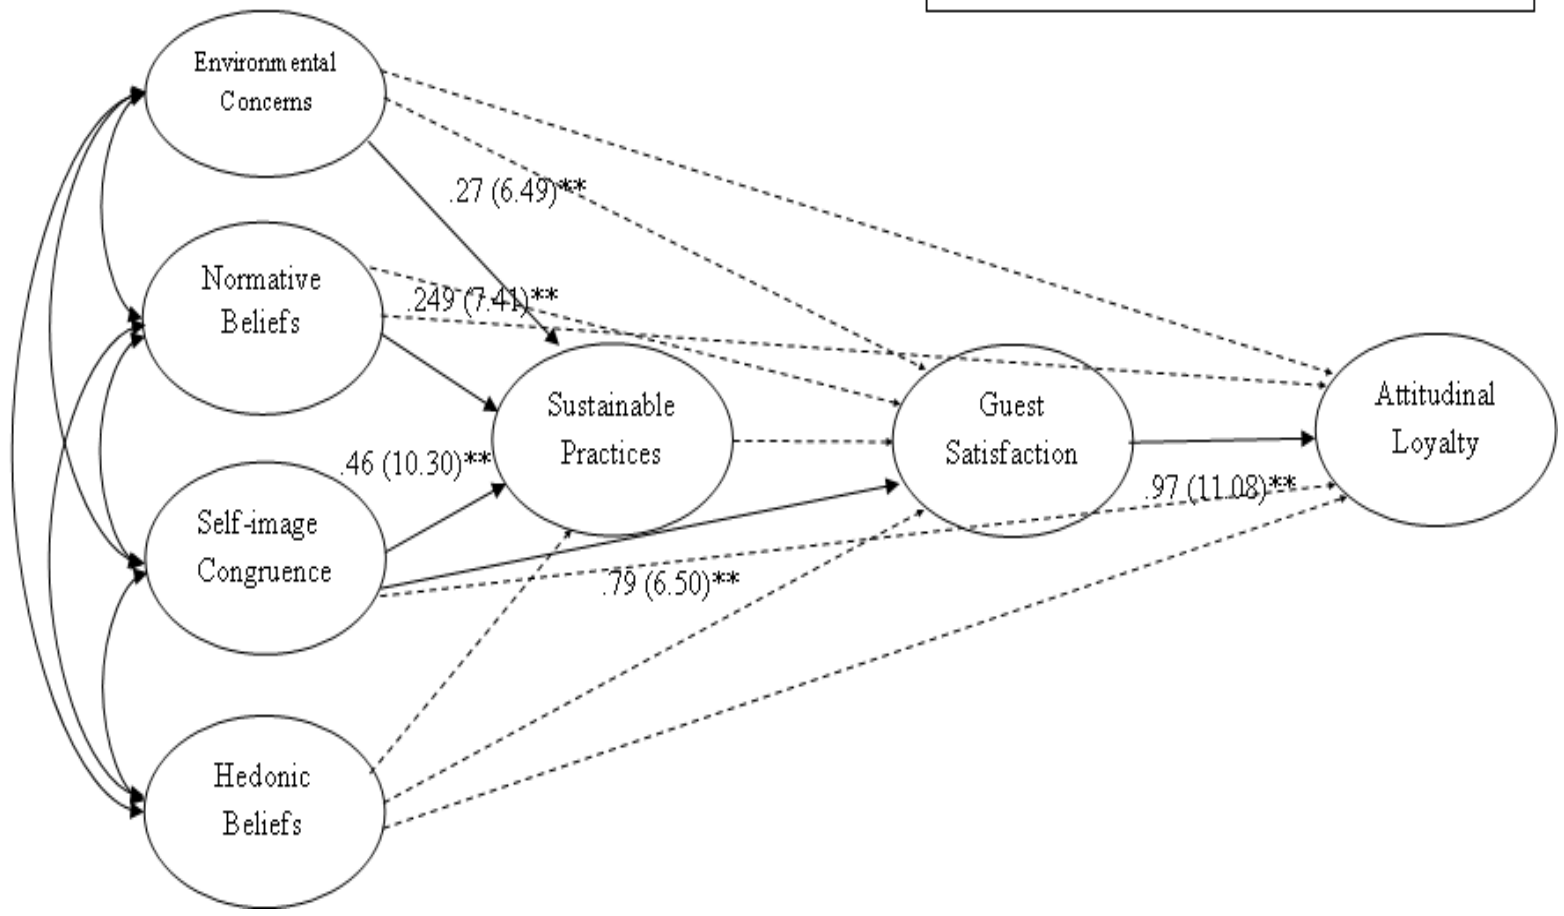 Environmental
Concerns
.27 (6.49)**
Normative
Beliefs
.249 (7.41)**
Sustainable
Practices
Guest
Satisfaction
Attitudinal
Loyalty
.46 (10.30)**
.97 (11.08)**
Self-image
Congruence
.79 (6.50)**
Hedonic
Beliefs